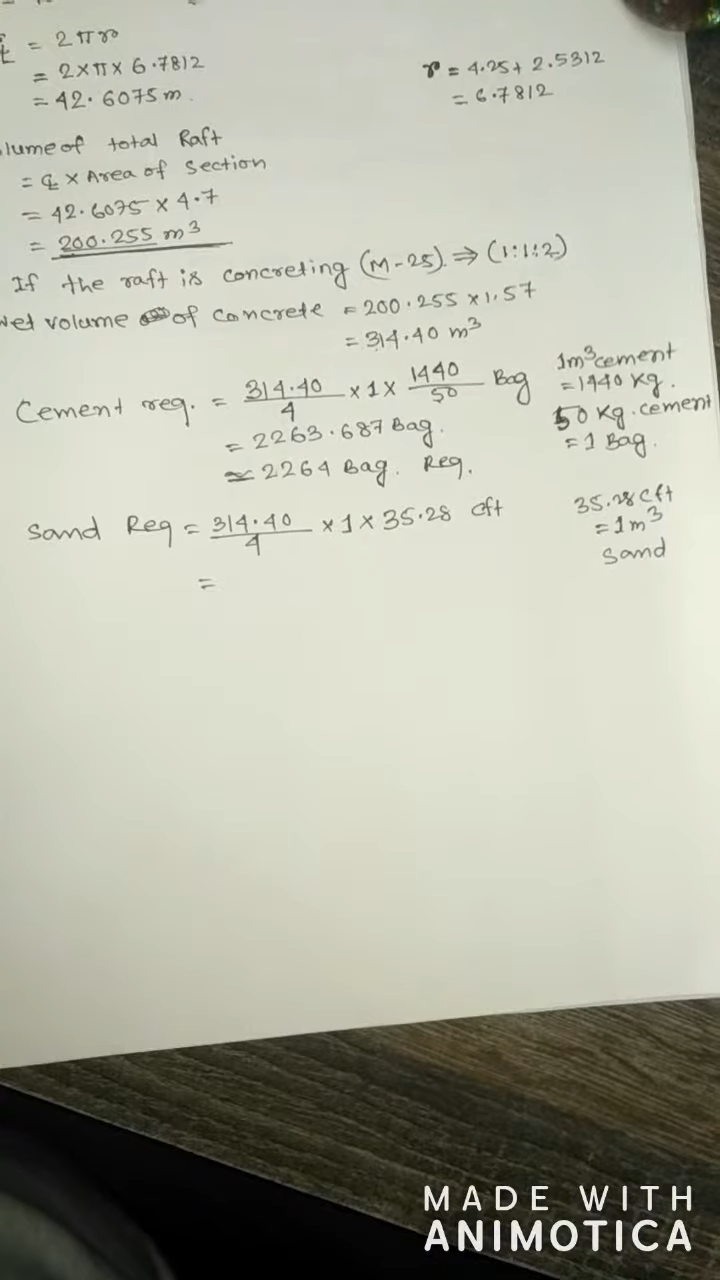 = 2πr
= 2×π× 6.7812
= 42.6075 m.
r = 4.25 + 2.5312
= 6.7812
lume of total Raft
= ℄ × Area of Section
= 42.6075 × 4.7
= 200.255 m³
If the raft is concreting (M-25). ⇒ (1:1:2)
Wet volume of concrete = 200.255 × 1.57
= 314.40 m³
Cement req. = 314.40/4 × 1 × 1440/50 Bag
= 2263.687 Bag.
≃ 2264 Bag. Req.
1m³ cement
= 1440 Kg.
50 Kg. cement
= 1 Bag.
Sand Req = 314.40/4 × 1 × 35.28 cft
=
35.28 Cft
= 1m³
Sand
MADE WITH
ANIMOTICA